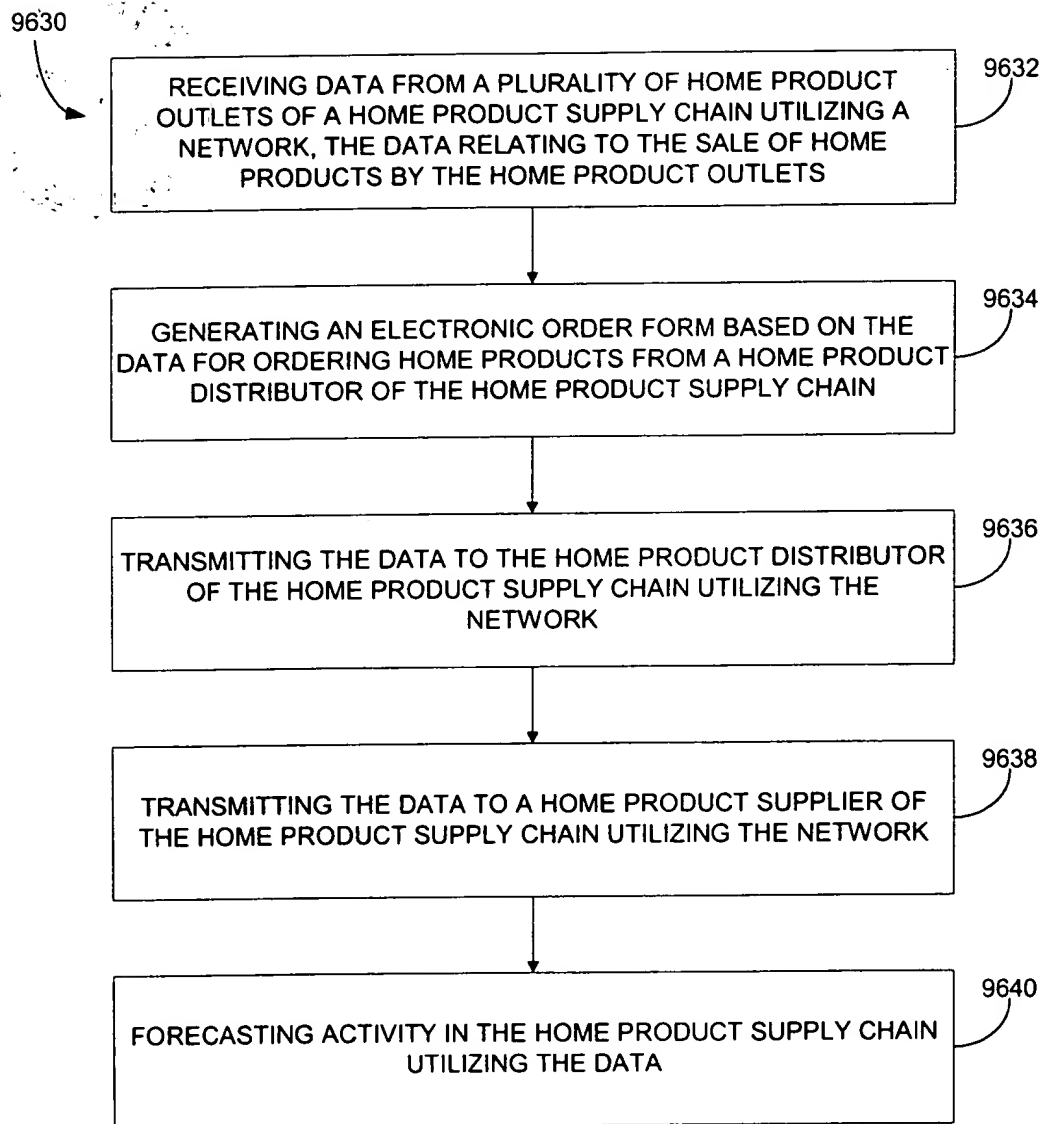 9630
RECEIVING DATA FROM A PLURALITY OF HOME PRODUCT
OUTLETS OF A HOME PRODUCT SUPPLY CHAIN UTILIZING A
NETWORK, THE DATA RELATING TO THE SALE OF HOME
PRODUCTS BY THE HOME PRODUCT OUTLETS
9632
GENERATING AN ELECTRONIC ORDER FORM BASED ON THE
DATA FOR ORDERING HOME PRODUCTS FROM A HOME PRODUCT
DISTRIBUTOR OF THE HOME PRODUCT SUPPLY CHAIN
9634
TRANSMITTING THE DATA TO THE HOME PRODUCT DISTRIBUTOR
OF THE HOME PRODUCT SUPPLY CHAIN UTILIZING THE
NETWORK
9636
TRANSMITTING THE DATA TO A HOME PRODUCT SUPPLIER OF
THE HOME PRODUCT SUPPLY CHAIN UTILIZING THE NETWORK
9638
FORECASTING ACTIVITY IN THE HOME PRODUCT SUPPLY CHAIN
UTILIZING THE DATA
9640